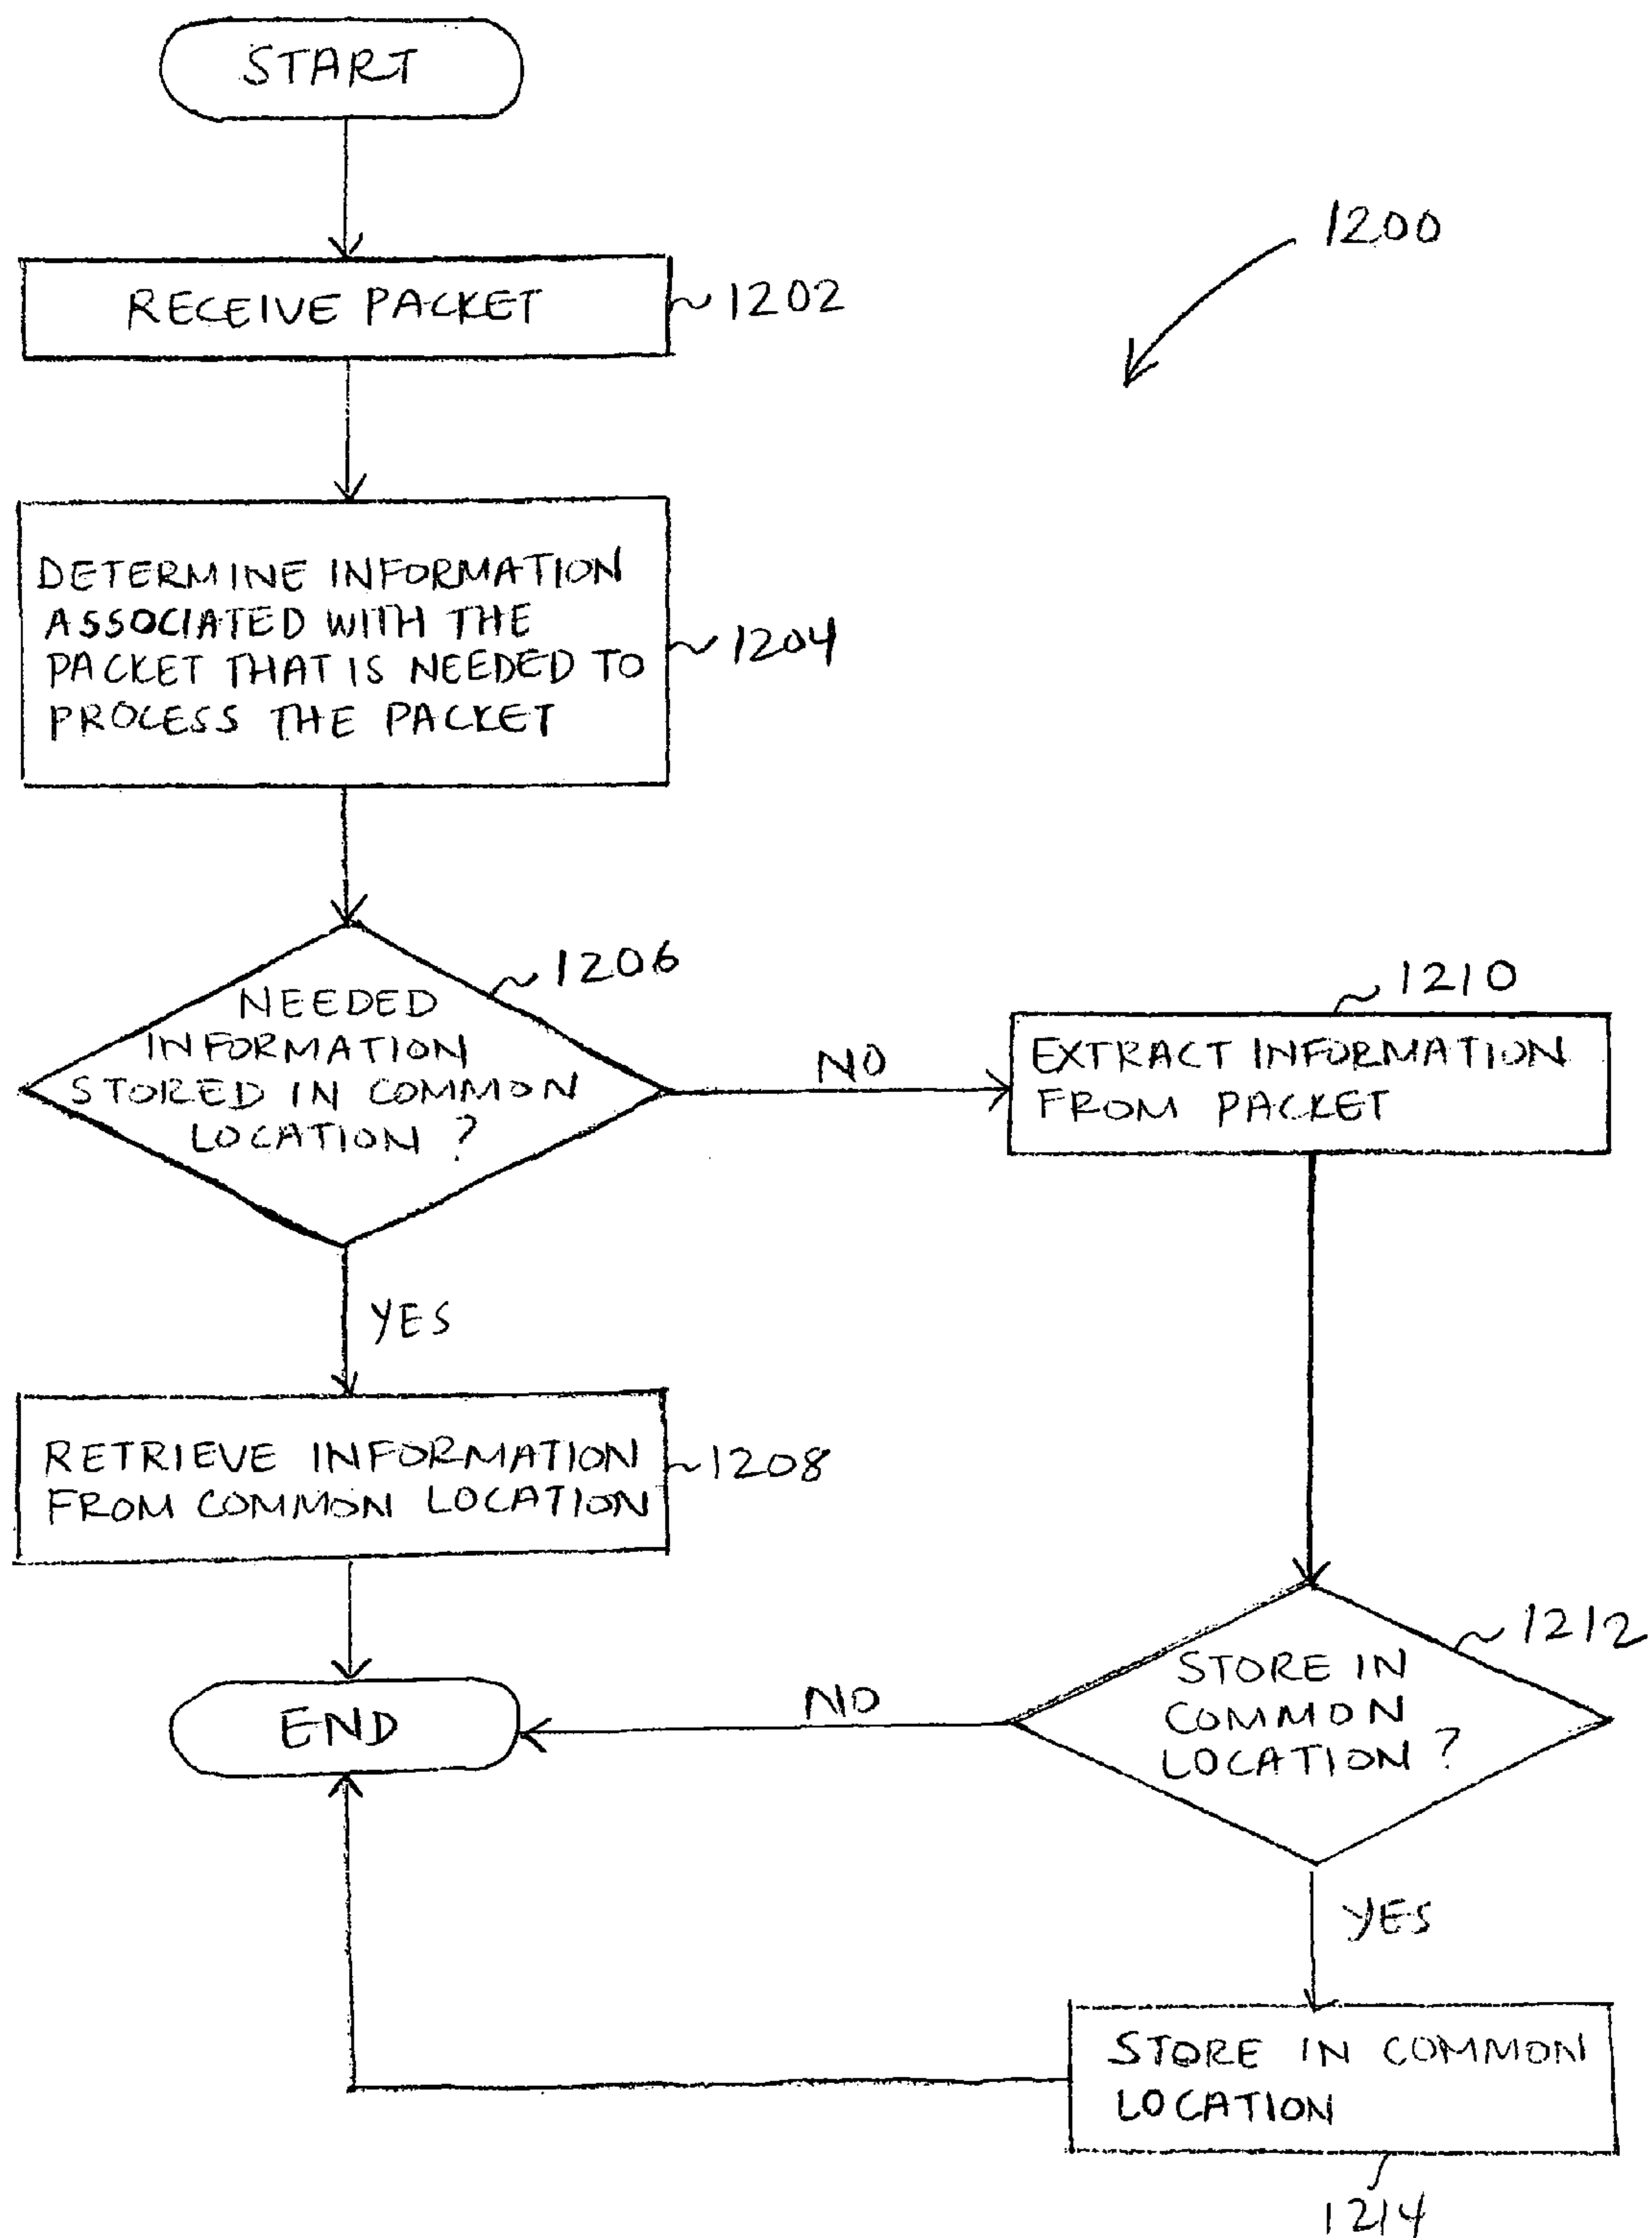 START
1200
RECEIVE PACKET
1202
DETERMINE INFORMATION
ASSOCIATED WITH THE
PACKET THAT IS NEEDED TO
PROCESS THE PACKET
1204
1206
NEEDED
INFORMATION
STORED IN COMMON
LOCATION ?
NO
1210
EXTRACT INFORMATION
FROM PACKET
YES
RETRIEVE INFORMATION
FROM COMMON LOCATION
1208
1212
STORE IN
COMMON
LOCATION ?
NO
END
YES
STORE IN COMMON
LOCATION
1214